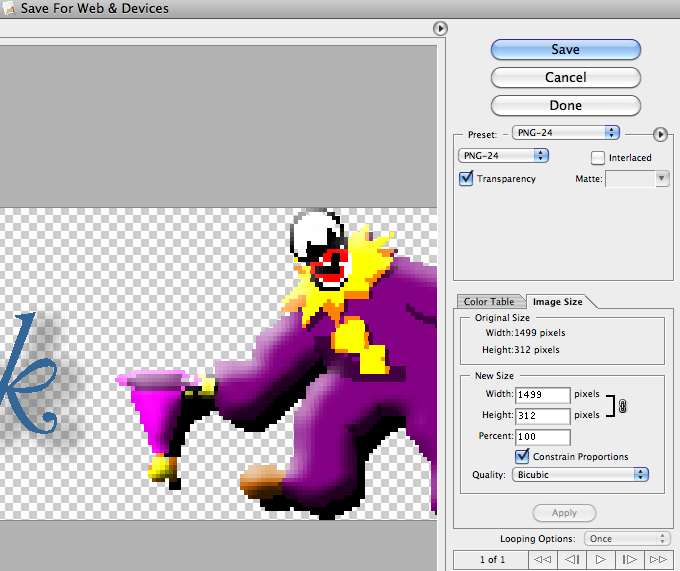 Save For Web & Devices
Save
Cancel
Done
Preset: PNG-24
PNG-24
Interlaced
Transparency
Matte:
Color Table
Image Size
Original Size
Width:1499 pixels
Height:312 pixels
New Size
Width: 1499 pixels
Height: 312 pixels
Percent: 100
Constrain Proportions
Quality: Bicubic
Apply
Looping Options: Once
1 of 1
k